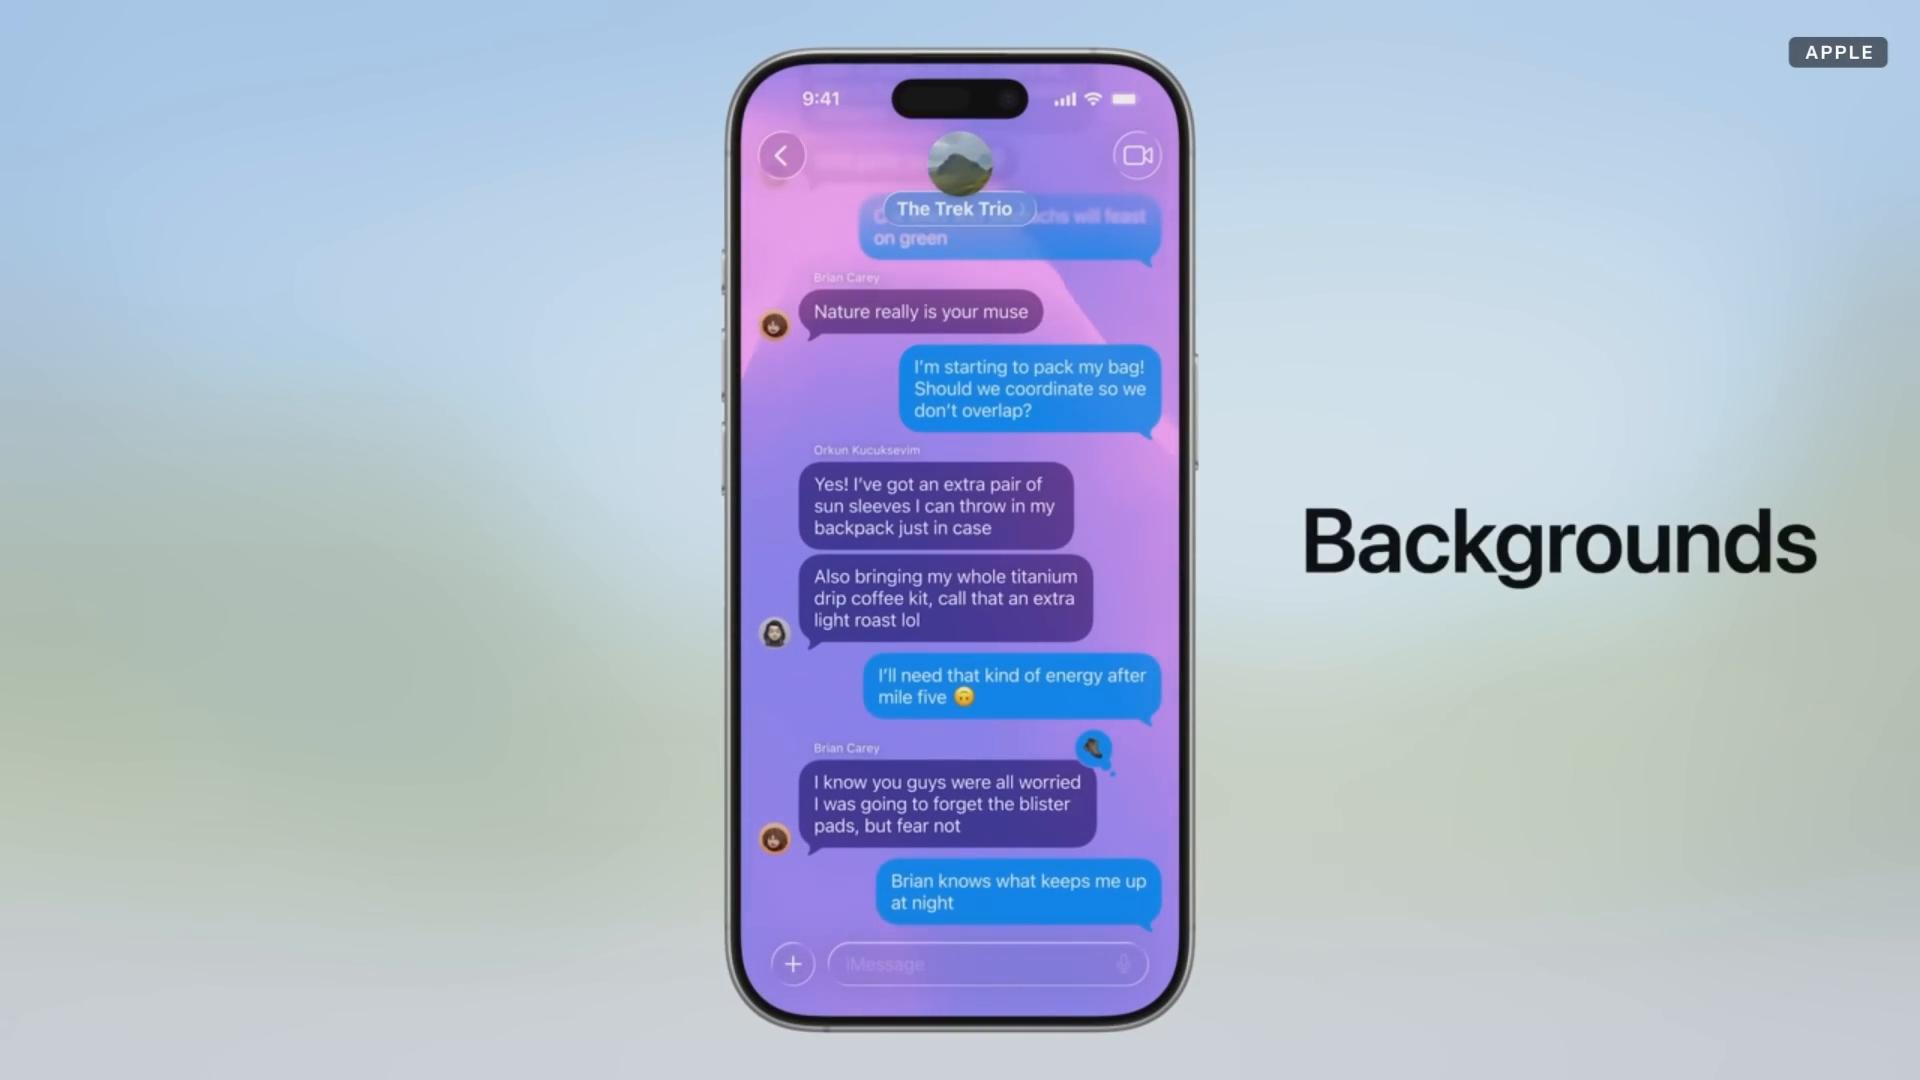 APPLE
9:41
The Trek Trio
will feast
on green
Brian Carey
Nature really is your muse
I'm starting to pack my bag!
Should we coordinate so we
don't overlap?
Orkun Kucuksevim
Yes! I've got an extra pair of
sun sleeves I can throw in my
backpack just in case
Also bringing my whole titanium
drip coffee kit, call that an extra
light roast lol
I'll need that kind of energy after
mile five 🙃
Brian Carey
I know you guys were all worried
I was going to forget the blister
pads, but fear not
Brian knows what keeps me up
at night
iMessage
Backgrounds